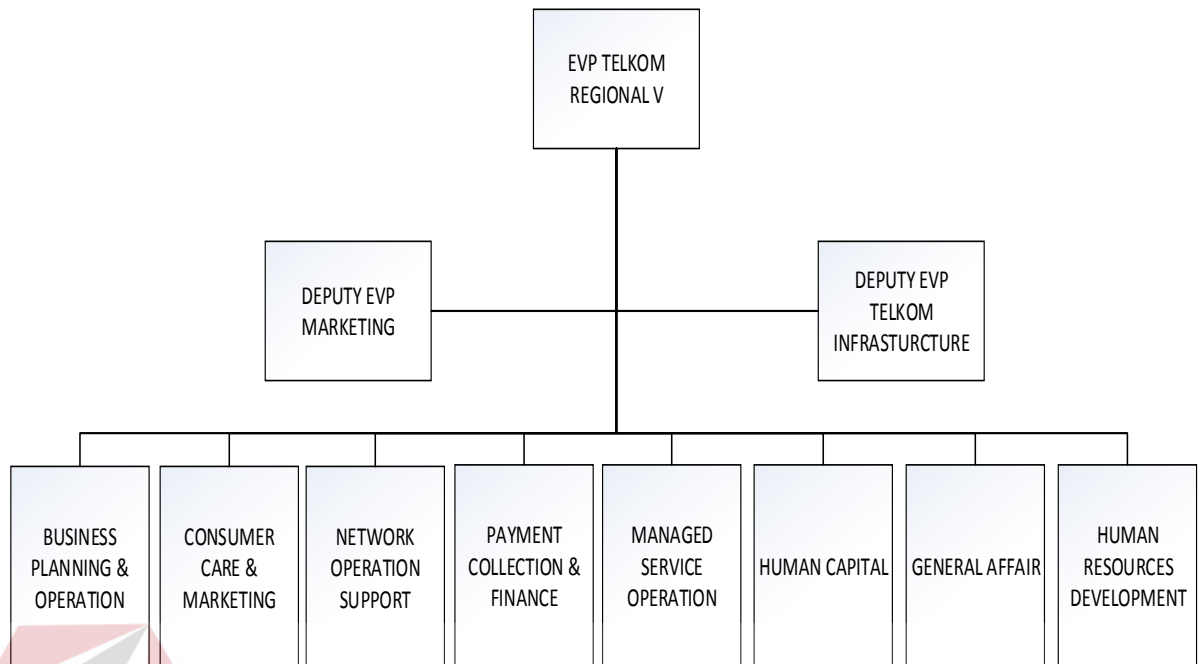 EVP TELKOM
REGIONAL V
DEPUTY EVP
MARKETING
DEPUTY EVP
TELKOM
INFRASTURCTURE
BUSINESS
PLANNING &
OPERATION
CONSUMER
CARE &
MARKETING
NETWORK
OPERATION
SUPPORT
PAYMENT
COLLECTION &
FINANCE
MANAGED
SERVICE
OPERATION
HUMAN CAPITAL
GENERAL AFFAIR
HUMAN
RESOURCES
DEVELOPMENT